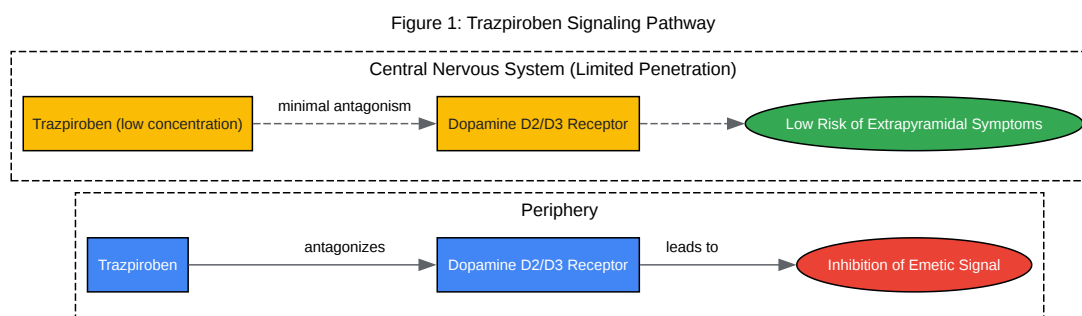 Figure 1: Trazpiroben Signaling Pathway
Central Nervous System (Limited Penetration)
Trazpiroben (low concentration)
minimal antagonism
Dopamine D2/D3 Receptor
Low Risk of Extrapyramidal Symptoms
Periphery
Trazpiroben
antagonizes
Dopamine D2/D3 Receptor
leads to
Inhibition of Emetic Signal